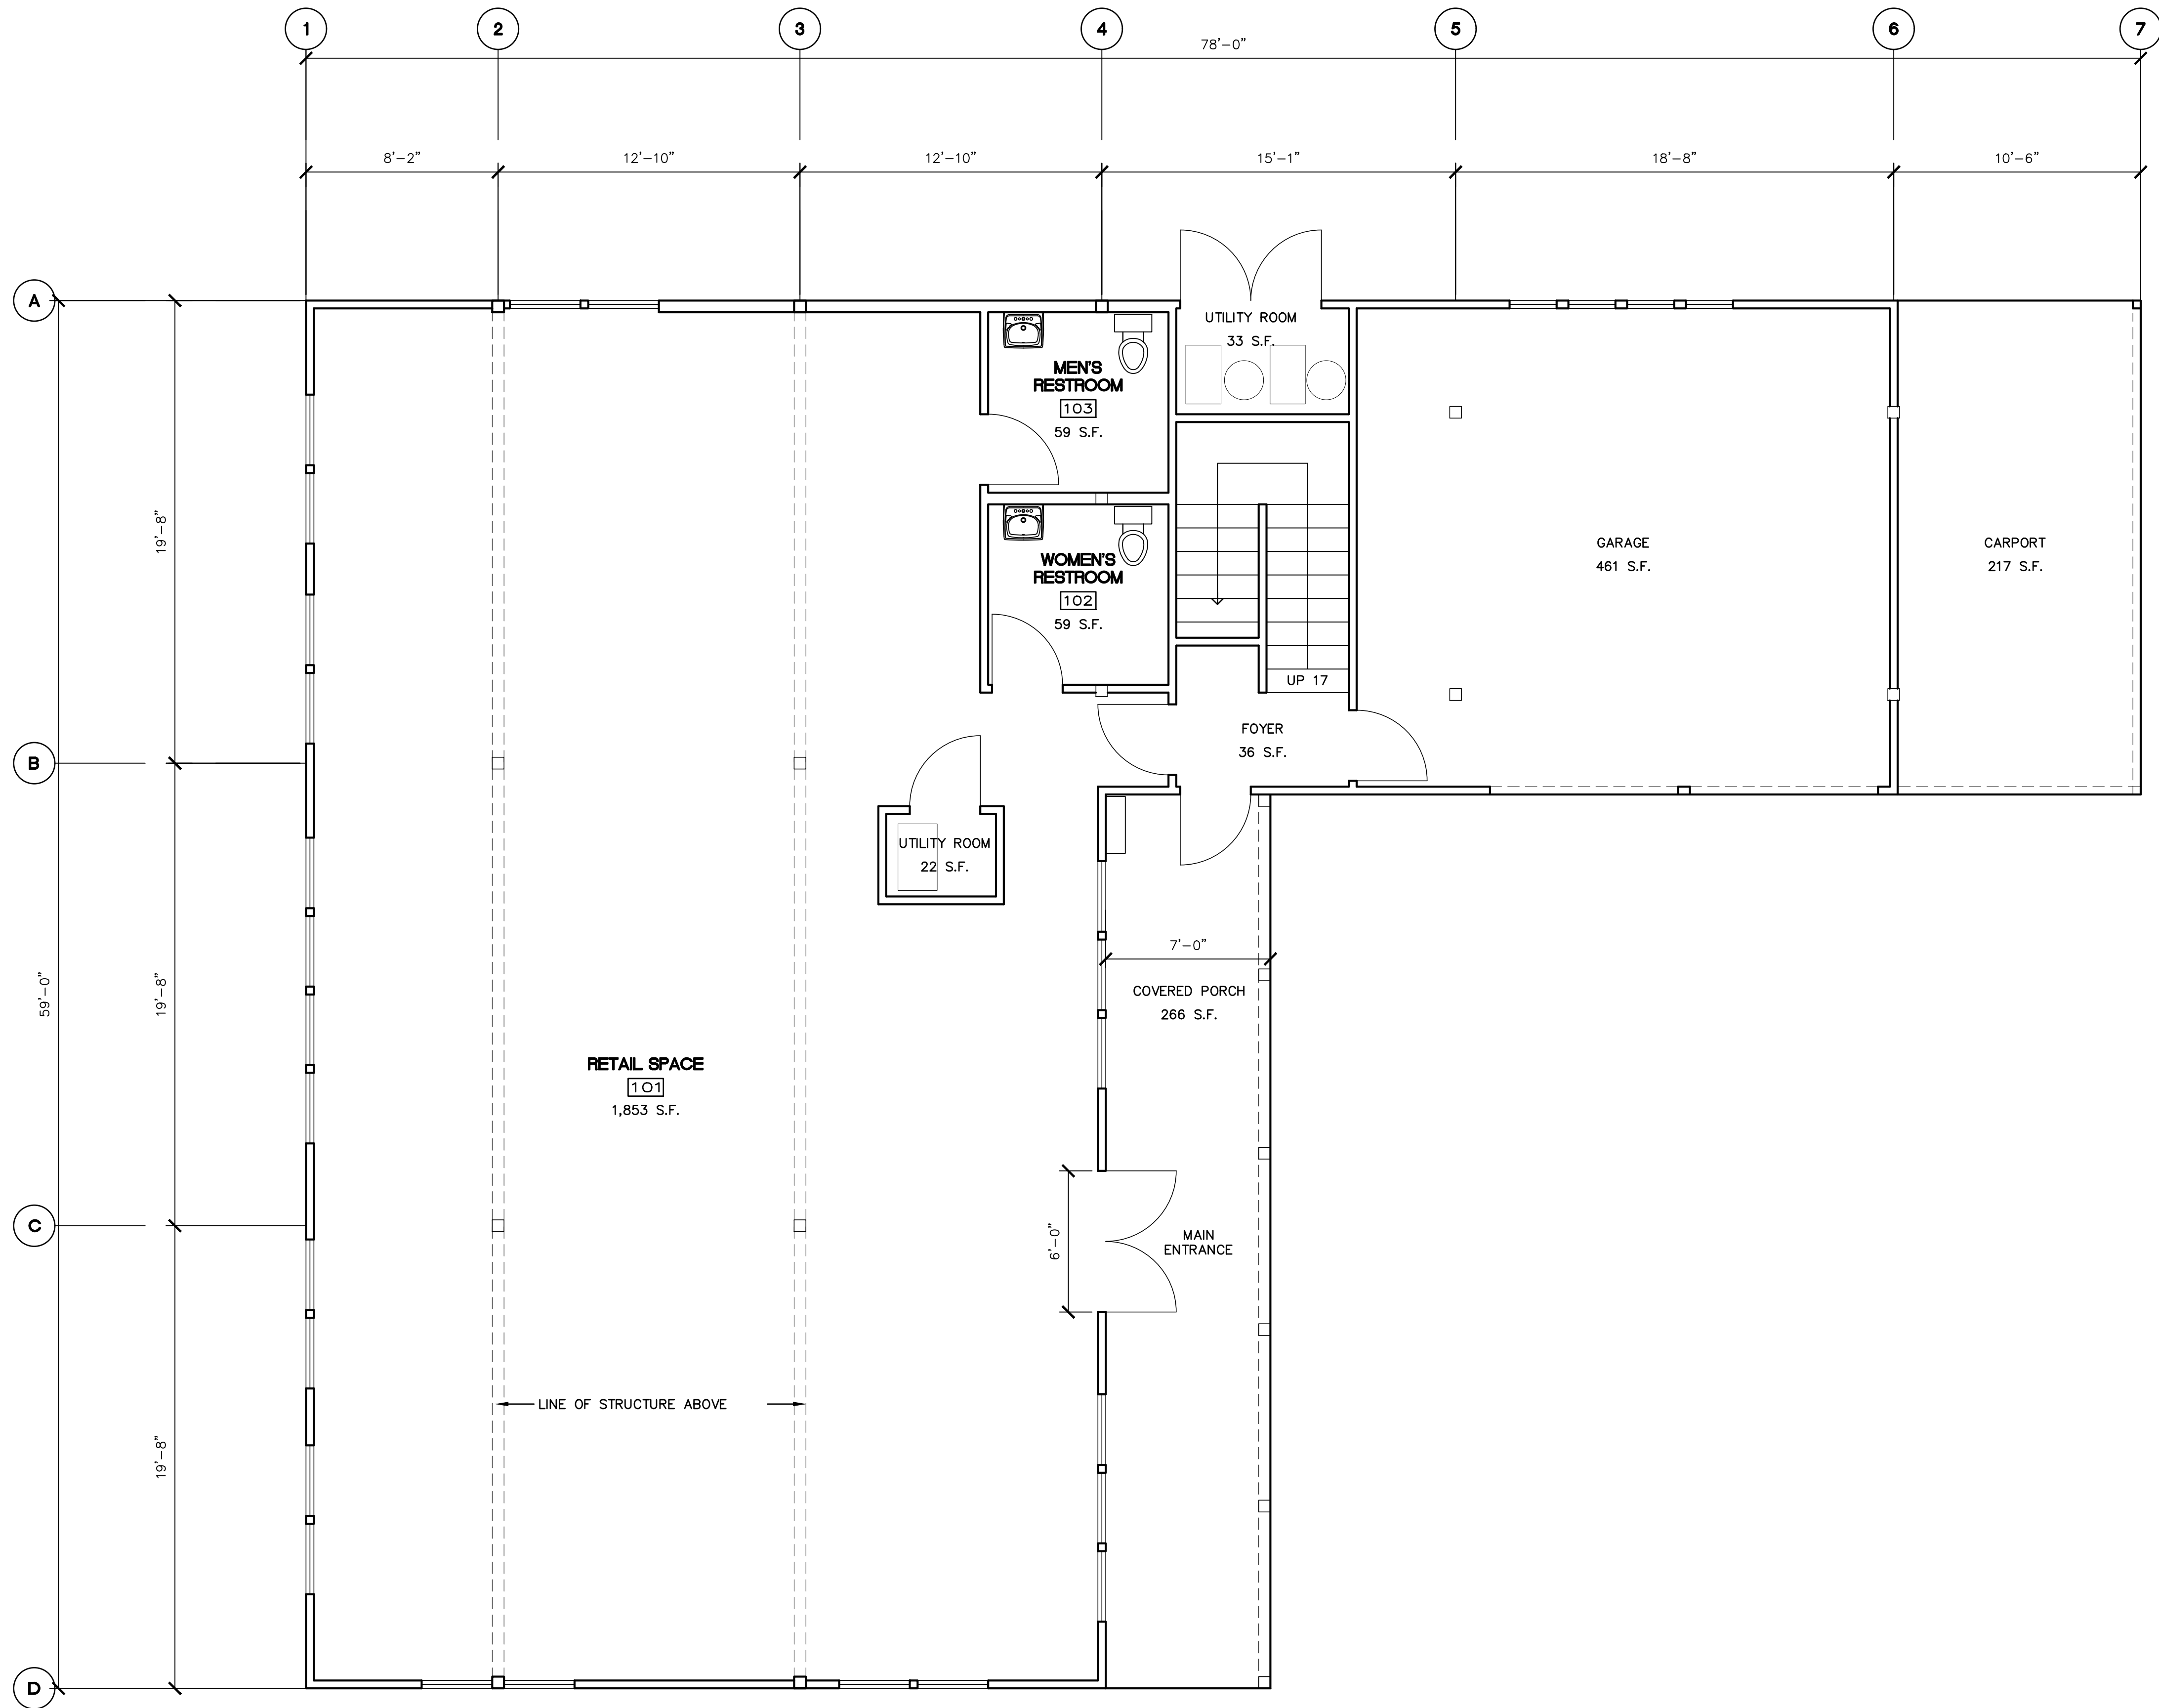 1 2 3 4 5 6 7
78'-0"
8'-2" 12'-10" 12'-10" 15'-1" 18'-8" 10'-6"
A
UTILITY ROOM
33 S.F.
MEN'S
RESTROOM
103
59 S.F.
19'-8"
GARAGE
461 S.F.
CARPORT
217 S.F.
WOMEN'S
RESTROOM
102
59 S.F.
UP 17
FOYER
36 S.F.
B
UTILITY ROOM
22 S.F.
7'-0"
59'-0"
19'-8"
COVERED PORCH
266 S.F.
RETAIL SPACE
101
1,853 S.F.
C
6'-0"
MAIN
ENTRANCE
LINE OF STRUCTURE ABOVE
19'-8"
D